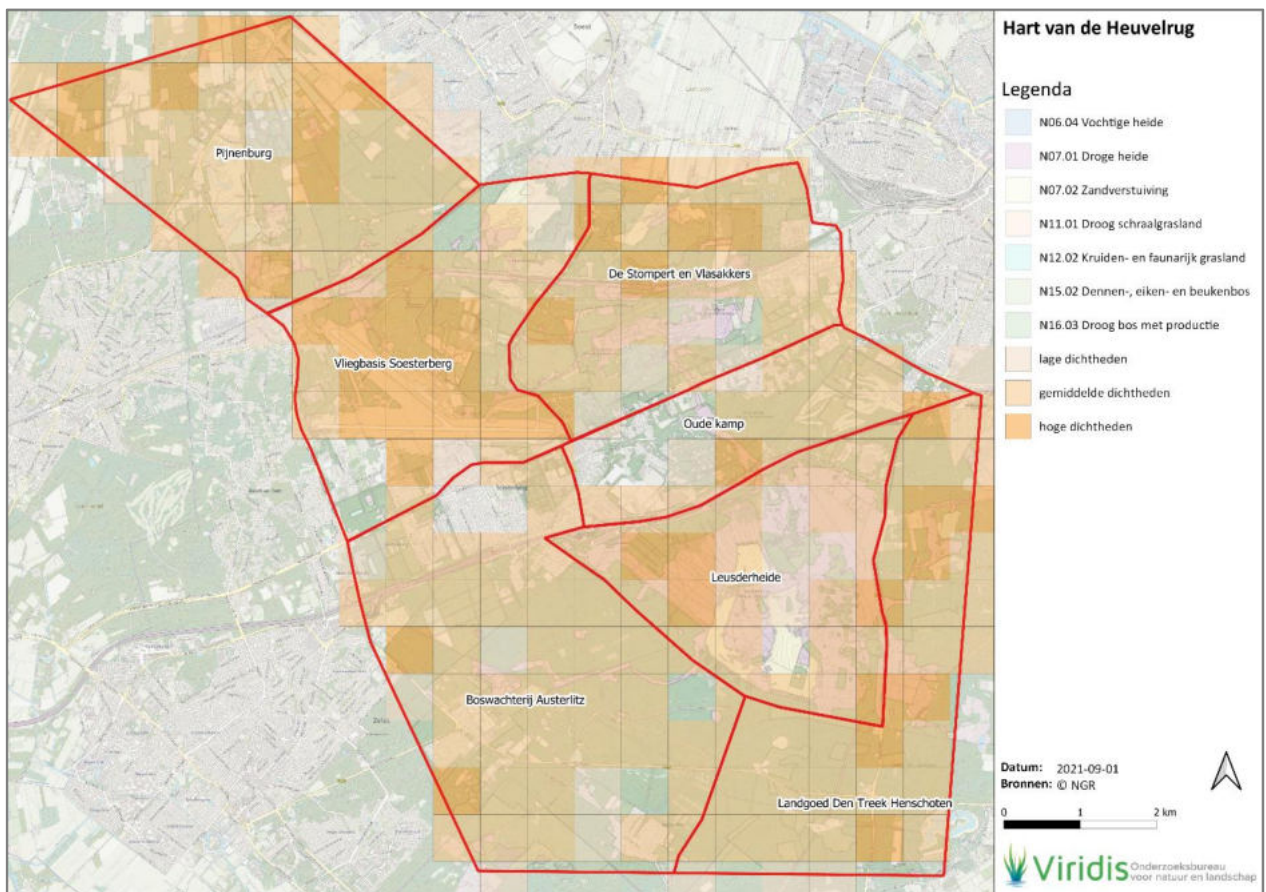 Hart van de Heuvelrug
Legenda
N06.04 Vochtige heide
N07.01 Droge heide
N07.02 Zandverstuiving
N11.01 Droog schraalgrasland
N12.02 Kruiden- en faunarijk grasland
N15.02 Dennen-, eiken- en beukenbos
N16.03 Droog bos met productie
lage dichtheden
gemiddelde dichtheden
hoge dichtheden
Pijnenburg
De Stompert en Vlasakkers
Vliegbasis Soesterberg
Oude kamp
Leusderheide
Boswachterij Austerlitz
Landgoed Den Treek Henschoten
Datum: 2021-09-01
Bronnen: © NGR
0 1 2 km
Viridis Onderzoeksbureau
voor natuur en landschap